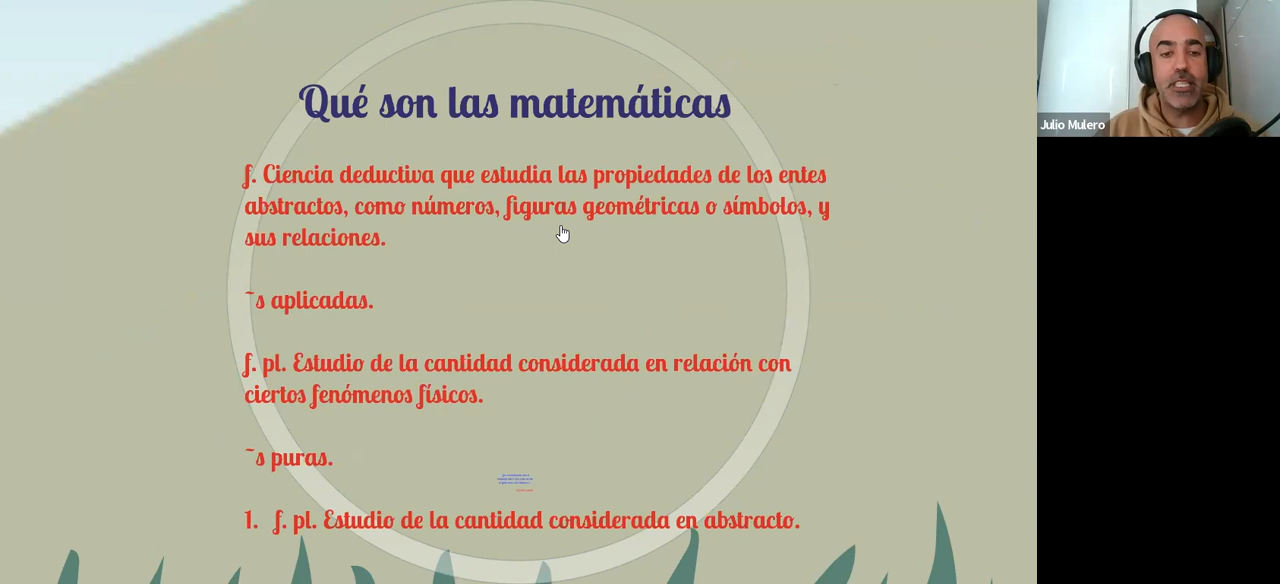 Qué son las matemáticas
f. Ciencia deductiva que estudia las propiedades de los entes
abstractos, como números, figuras geométricas o símbolos, y
sus relaciones.
~s aplicadas.
f. pl. Estudio de la cantidad considerada en relación con
ciertos fenómenos físicos.
~s puras.
1. f. pl. Estudio de la cantidad considerada en abstracto.
Julio Mulero